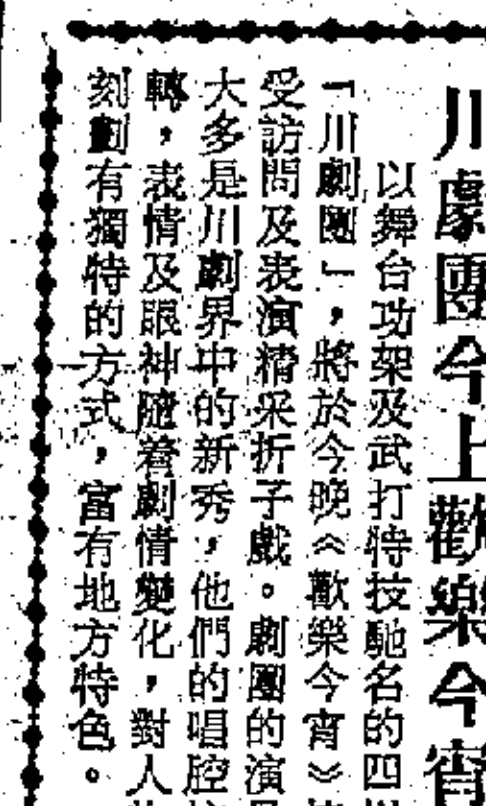 川劇團今上歡樂今宵
以舞台功架及武打特技馳名的四
「川劇團」，將於今晚《歡樂今宵》
受訪問及表演精采折子戲。劇團的演
大多是川劇界中的新秀，他們的唱腔
轉，表情及眼神隨着劇情變化，對人
刻劃有獨特的方式，富有地方特色。